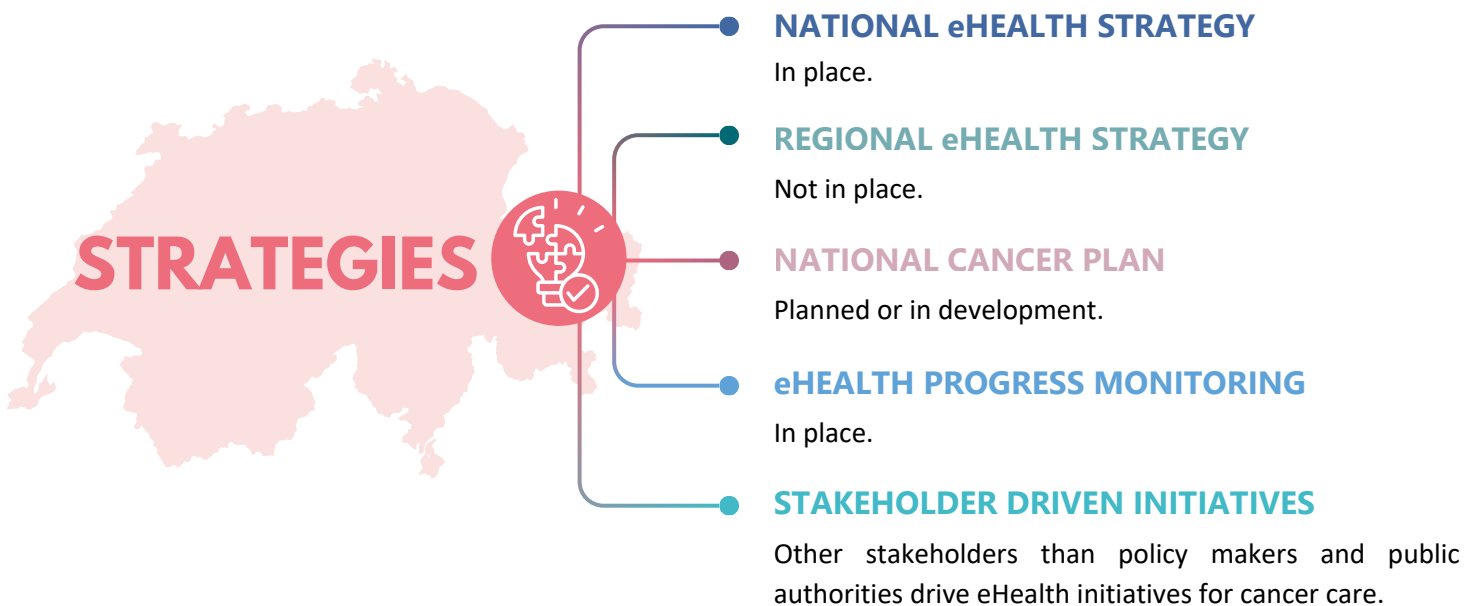 STRATEGIES
NATIONAL eHEALTH STRATEGY
In place.
REGIONAL eHEALTH STRATEGY
Not in place.
NATIONAL CANCER PLAN
Planned or in development.
eHEALTH PROGRESS MONITORING
In place.
STAKEHOLDER DRIVEN INITIATIVES
Other stakeholders than policy makers and public
authorities drive eHealth initiatives for cancer care.